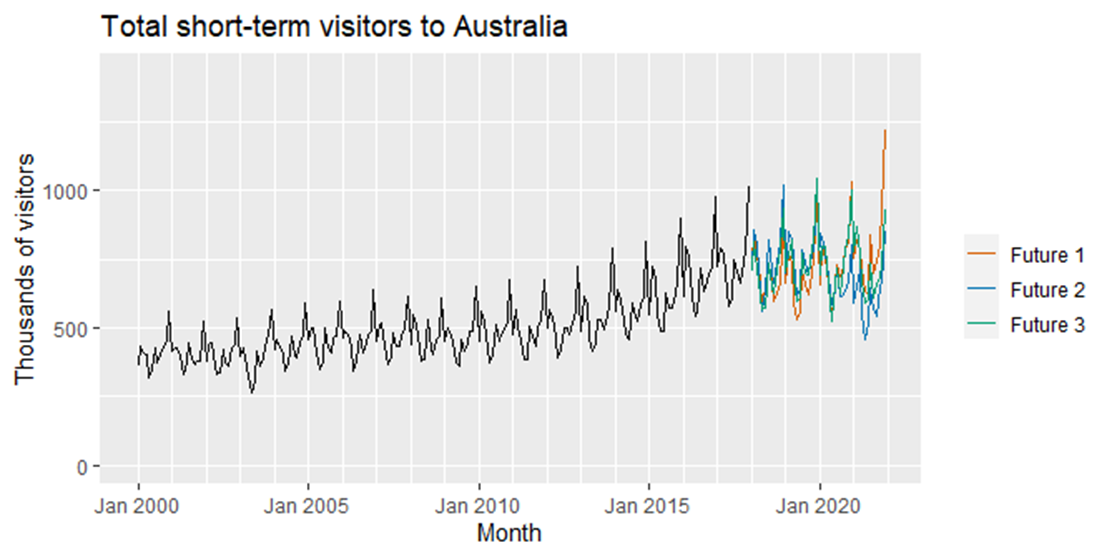 Total short-term visitors to Australia
Thousands of visitors
1000
500
0
Jan 2000 Jan 2005 Jan 2010 Jan 2015 Jan 2020
Month
Future 1
Future 2
Future 3